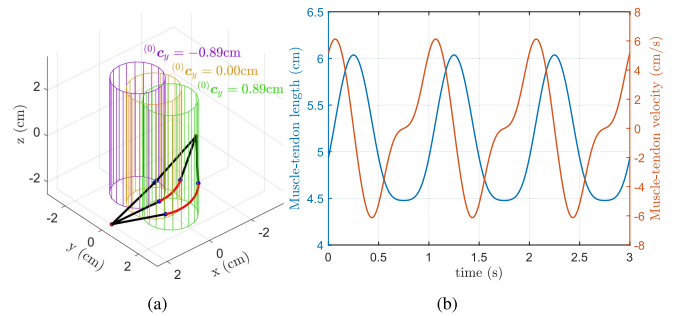 (0)c_y = −0.89cm
(0)c_y = 0.00cm
(0)c_y = 0.89cm
z (cm)
2
0
-2
-2
0
2
y (cm)
2
0
-2
x (cm)
(a)
Muscle-tendon length (cm)
6.5
6
5.5
5
4.5
4
0 0.5 1 1.5 2 2.5 3
time (s)
8
6
4
2
0
-2
-4
-6
-8
Muscle-tendon velocity (cm/s)
(b)